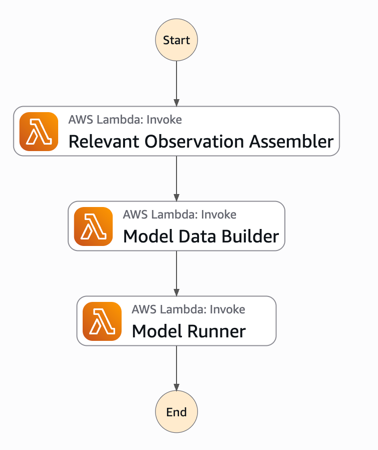 Start
AWS Lambda: Invoke
Relevant Observation Assembler
AWS Lambda: Invoke
Model Data Builder
AWS Lambda: Invoke
Model Runner
End